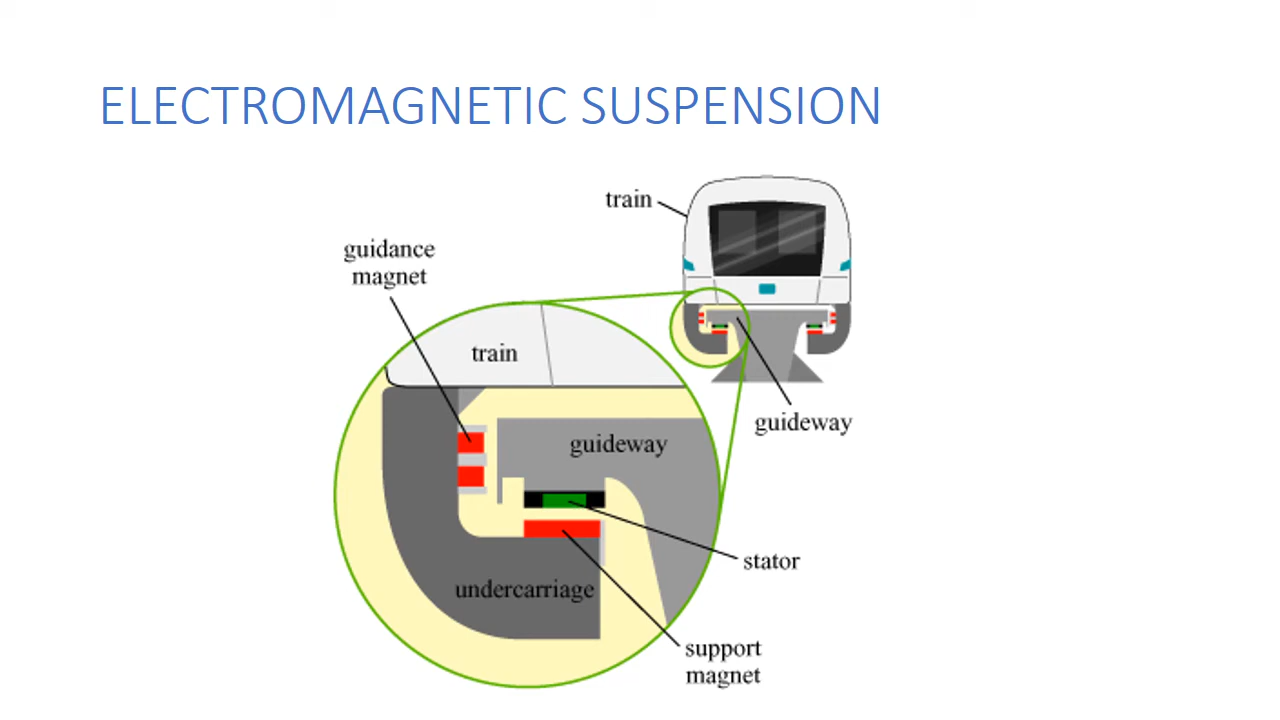 ELECTROMAGNETIC SUSPENSION
train
guidance
magnet
train
guideway
guideway
stator
undercarriage
support
magnet